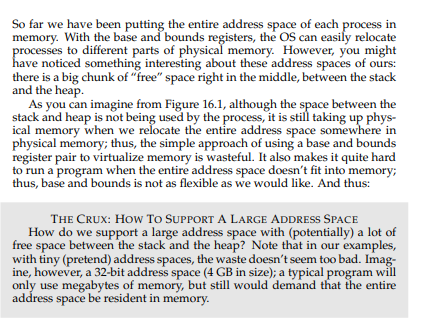 So far we have been putting the entire address space of each process in
memory. With the base and bounds registers, the OS can easily relocate
processes to different parts of physical memory. However, you might
have noticed something interesting about these address spaces of ours:
there is a big chunk of “free” space right in the middle, between the stack
and the heap.
As you can imagine from Figure 16.1, although the space between the
stack and heap is not being used by the process, it is still taking up phys-
ical memory when we relocate the entire address space somewhere in
physical memory; thus, the simple approach of using a base and bounds
register pair to virtualize memory is wasteful. It also makes it quite hard
to run a program when the entire address space doesn’t fit into memory;
thus, base and bounds is not as flexible as we would like. And thus:
THE CRUX: HOW TO SUPPORT A LARGE ADDRESS SPACE
How do we support a large address space with (potentially) a lot of
free space between the stack and the heap? Note that in our examples,
with tiny (pretend) address spaces, the waste doesn’t seem too bad. Imag-
ine, however, a 32-bit address space (4 GB in size); a typical program will
only use megabytes of memory, but still would demand that the entire
address space be resident in memory.